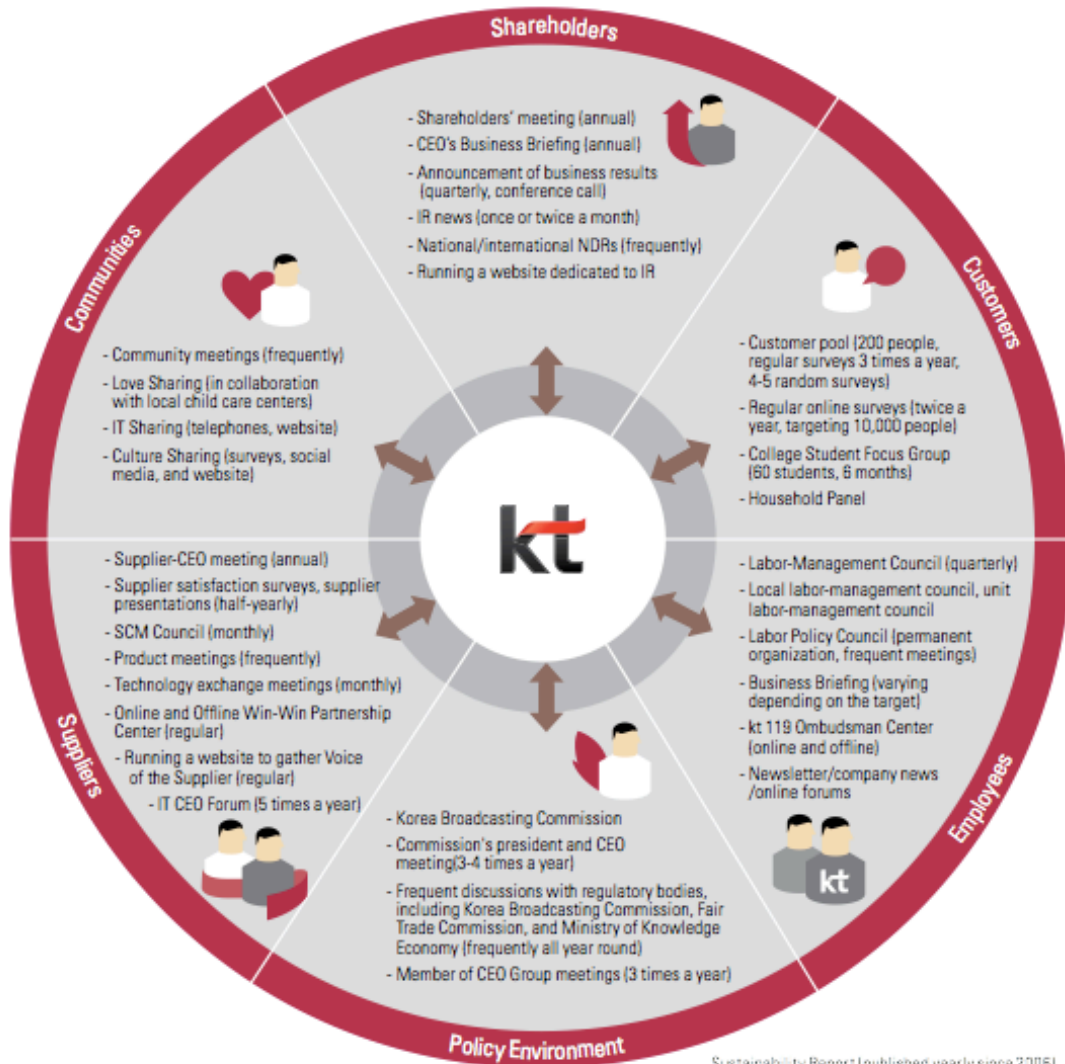 Shareholders
- Shareholders' meeting (annual)
- CEO's Business Briefing (annual)
- Announcement of business results
(quarterly, conference call)
- IR news (once or twice a month)
- National/international NDRs (frequently)
- Running a website dedicated to IR
Customers
- Customer pool (200 people,
regular surveys 3 times a year,
4-5 random surveys)
- Regular online surveys (twice a
year, targeting 10,000 people)
- College Student Focus Group
(60 students, 6 months)
- Household Panel
Employees
- Labor-Management Council (quarterly)
- Local labor-management council, unit
labor-management council
- Labor Policy Council (permanent
organization, frequent meetings)
- Business Briefing (varying
depending on the target)
- kt 119 Ombudsman Center
(online and offline)
- Newsletter/company news
/online forums
kt
Policy Environment
- Korea Broadcasting Commission
- Commission's president and CEO
meeting(3-4 times a year)
- Frequent discussions with regulatory bodies,
including Korea Broadcasting Commission, Fair
Trade Commission, and Ministry of Knowledge
Economy (frequently all year round)
- Member of CEO Group meetings (3 times a year)
Suppliers
- Supplier-CEO meeting (annual)
- Supplier satisfaction surveys, supplier
presentations (half-yearly)
- SCM Council (monthly)
- Product meetings (frequently)
- Technology exchange meetings (monthly)
- Online and Offline Win-Win Partnership
Center (regular)
- Running a website to gather Voice
of the Supplier (regular)
- IT CEO Forum (5 times a year)
Communities
- Community meetings (frequently)
- Love Sharing (in collaboration
with local child care centers)
- IT Sharing (telephones, website)
- Culture Sharing (surveys, social
media, and website)
kt
Sustainability Report (published yearly since 2006)